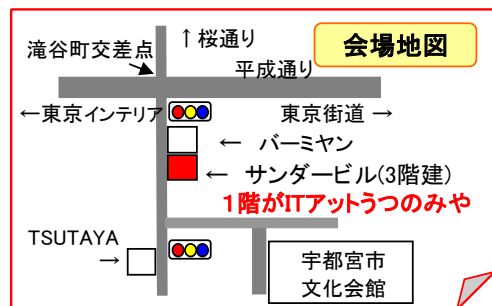 ↑桜通り
会場地図
滝谷町交差点
平成通り
←東京インテリア
東京街道→
← バーミヤン
← サンダービル(3階建)
1階がITアットうつのみや
TSUTAYA
→
宇都宮市
文化会館